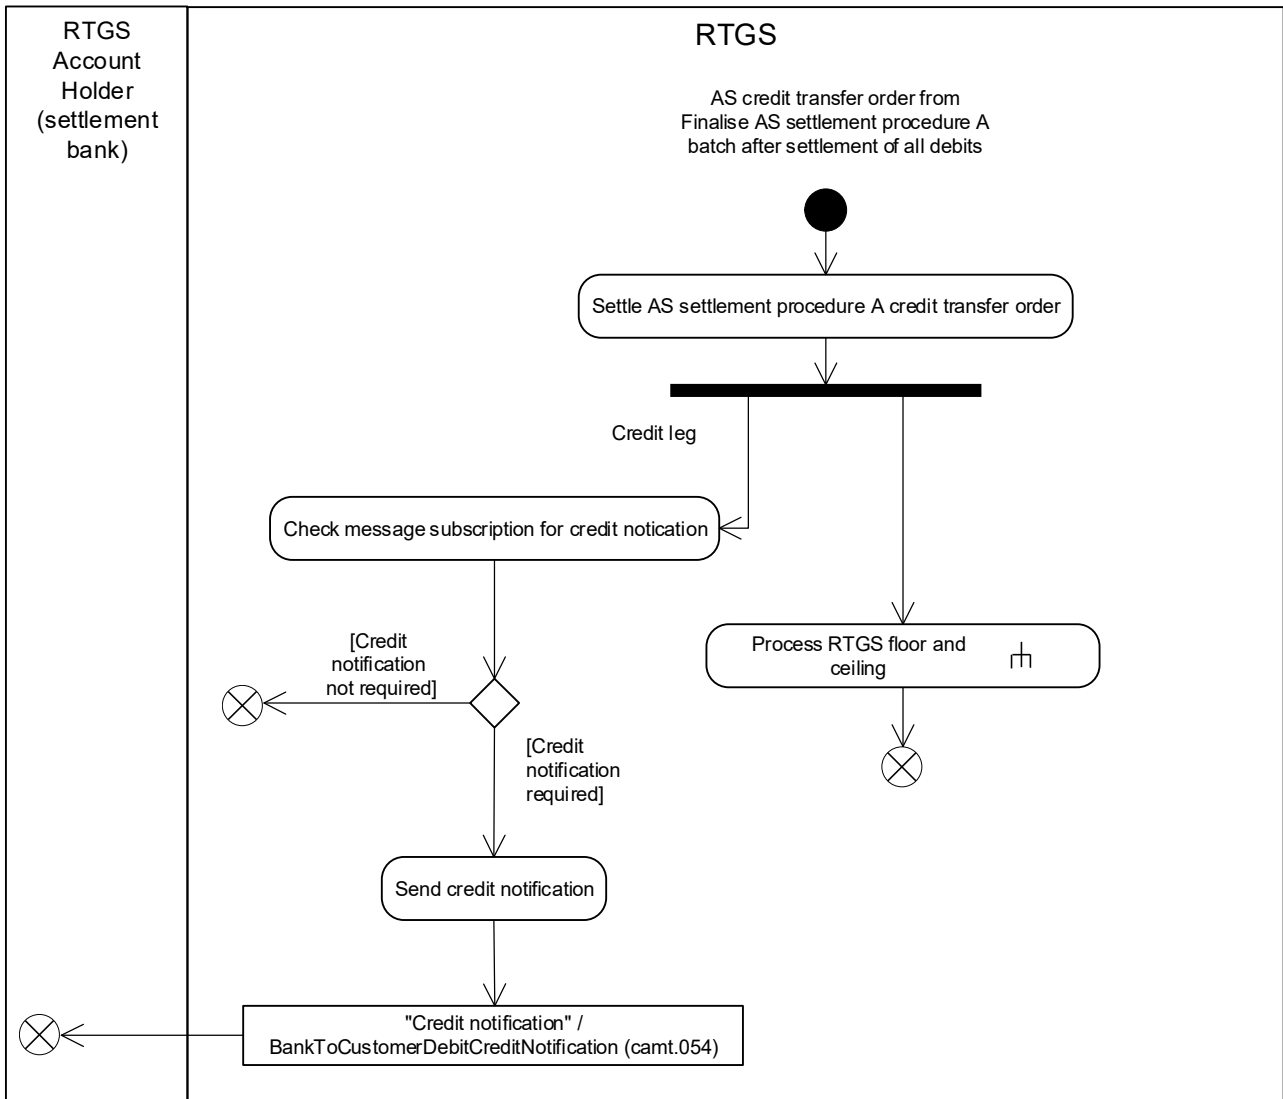 RTGS
Account
Holder
(settlement
bank)
RTGS
AS credit transfer order from
Finalise AS settlement procedure A
batch after settlement of all debits
Settle AS settlement procedure A credit transfer order
Credit leg
Check message subscription for credit notication
Process RTGS floor and
ceiling
[Credit
notification
not required]
[Credit
notification
required]
Send credit notification
"Credit notification" /
BankToCustomerDebitCreditNotification (camt.054)